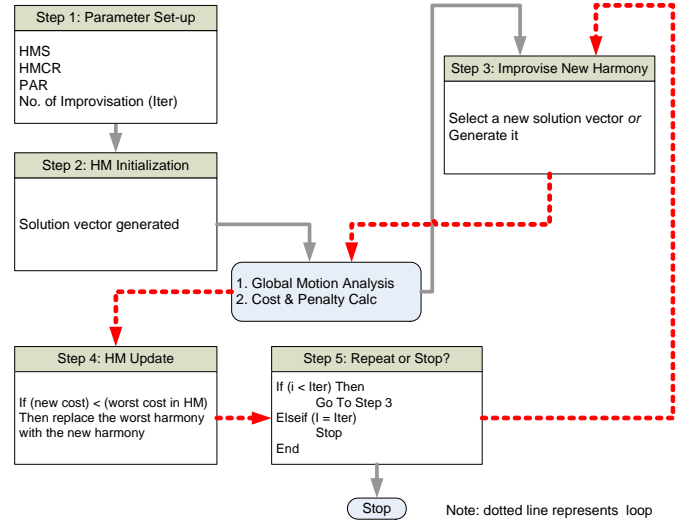 Step 1: Parameter Set-up
HMS
HMCR
PAR
No. of Improvisation (Iter)
Step 2: HM Initialization
Solution vector generated
Step 3: Improvise New Harmony
Select a new solution vector or
Generate it
1. Global Motion Analysis
2. Cost & Penalty Calc
Step 4: HM Update
If (new cost) < (worst cost in HM)
Then replace the worst harmony
with the new harmony
Step 5: Repeat or Stop?
If (i < Iter) Then
Go To Step 3
Elseif (I = Iter)
Stop
End
Stop
Note: dotted line represents loop